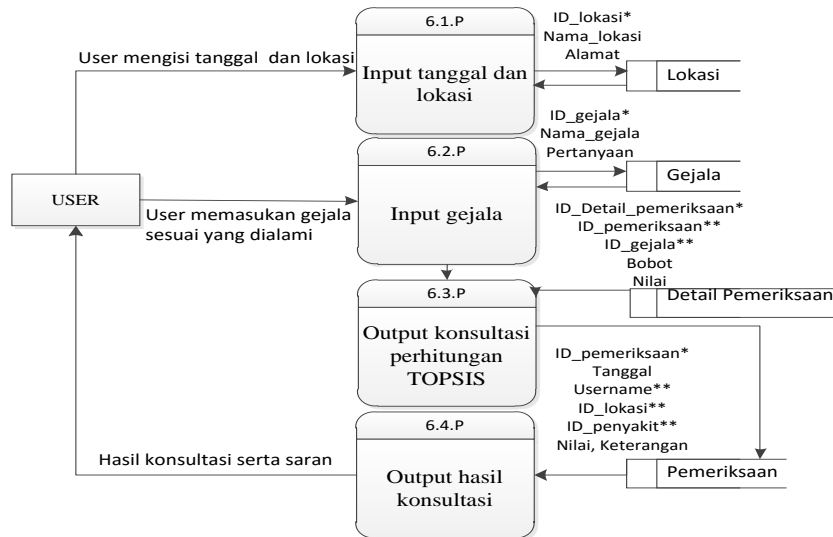 6.1.P
Input tanggal dan
lokasi
User mengisi tanggal dan lokasi
ID_lokasi*
Nama_lokasi
Alamat
Lokasi
6.2.P
Input gejala
ID_gejala*
Nama_gejala
Pertanyaan
Gejala
USER
User memasukan gejala
sesuai yang dialami
ID_Detail_pemeriksaan*
ID_pemeriksaan**
ID_gejala**
Bobot
Nilai
Detail Pemeriksaan
6.3.P
Output konsultasi
perhitungan
TOPSIS
ID_pemeriksaan*
Tanggal
Username**
ID_lokasi**
ID_penyakit**
Nilai, Keterangan
Pemeriksaan
6.4.P
Output hasil
konsultasi
Hasil konsultasi serta saran